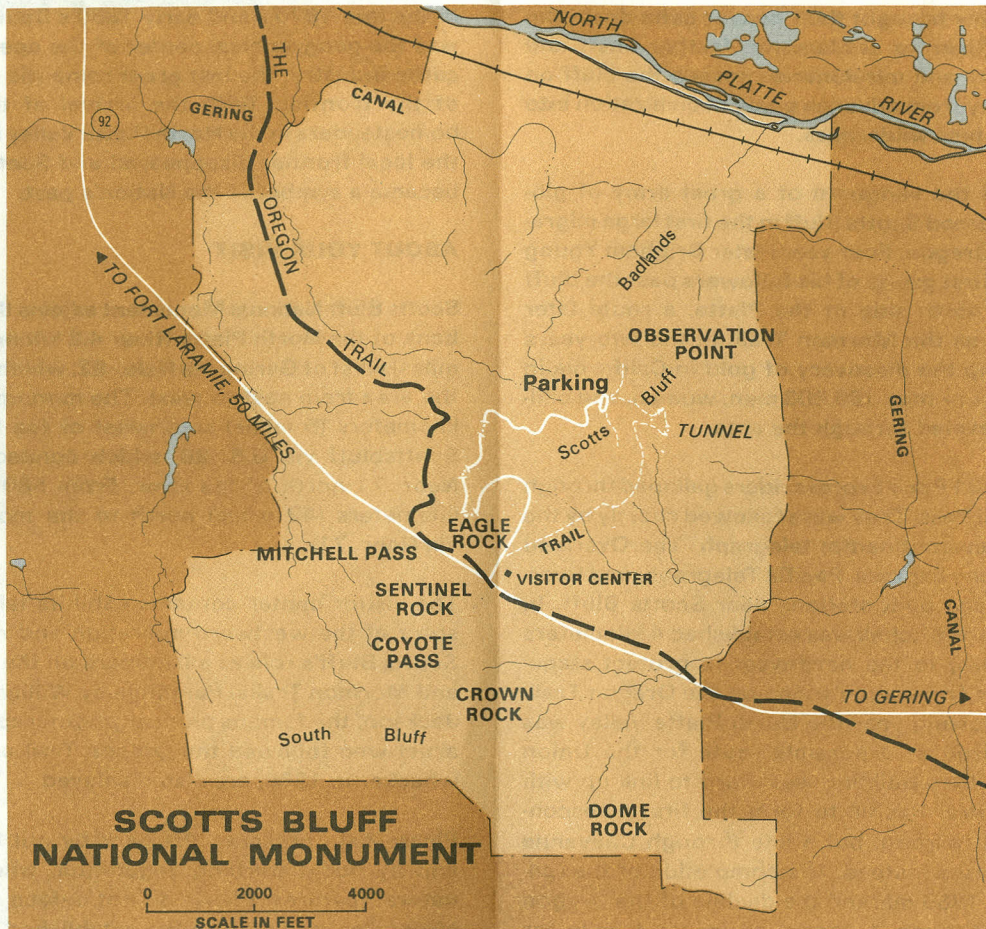 NORTH
PLATTE
RIVER
THE
OREGON
TRAIL
GERING
CANAL
92
◄ TO FORT LARAMIE, 50 MILES
Badlands
OBSERVATION
POINT
Parking
Scotts
Bluff
TUNNEL
GERING
CANAL
EAGLE
ROCK
TRAIL
MITCHELL PASS
VISITOR CENTER
SENTINEL
ROCK
COYOTE
PASS
CROWN
ROCK
TO GERING ►
South Bluff
DOME
ROCK
SCOTTS BLUFF
NATIONAL MONUMENT
0 2000 4000
SCALE IN FEET